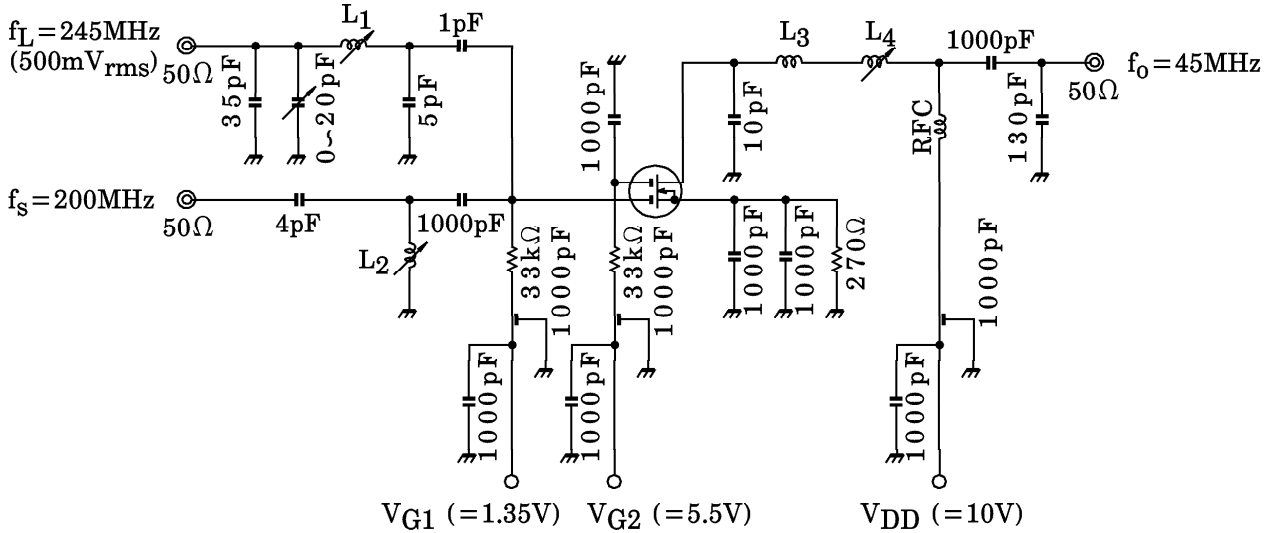 fL=245MHz
(500mVrms)
50Ω
35pF
0~20pF
L1
5pF
1pF
1000pF
10pF
L3
L4
1000pF
RFC
130pF
fo=45MHz
50Ω
fs=200MHz
50Ω
4pF
L2
1000pF
33kΩ
1000pF
33kΩ
1000pF
1000pF
1000pF
270Ω
1000pF
1000pF
1000pF
1000pF
VG1 (=1.35V)
VG2 (=5.5V)
VDD (=10V)